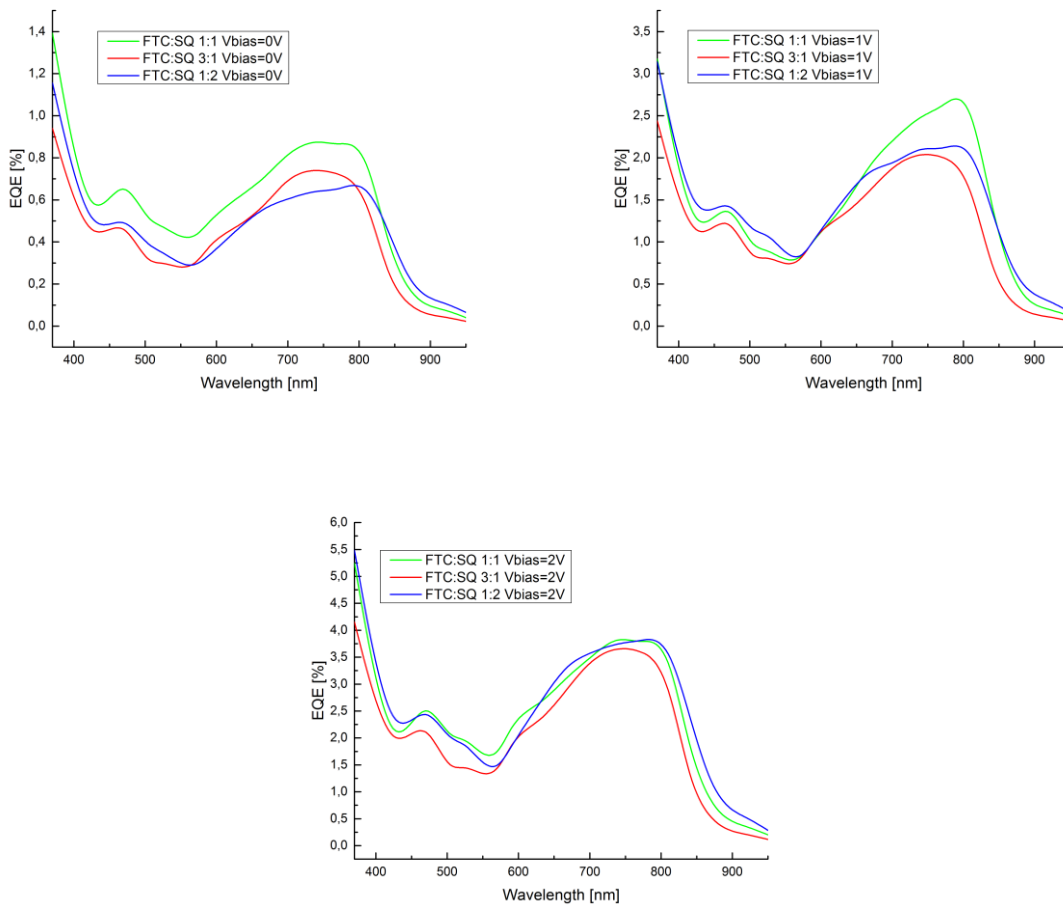 FTC:SQ 1:1 Vbias=0V
FTC:SQ 3:1 Vbias=0V
FTC:SQ 1:2 Vbias=0V
EQE [%]
1,4
1,2
1,0
0,8
0,6
0,4
0,2
0,0
400 500 600 700 800 900
Wavelength [nm]
FTC:SQ 1:1 Vbias=1V
FTC:SQ 3:1 Vbias=1V
FTC:SQ 1:2 Vbias=1V
EQE [%]
3,5
3,0
2,5
2,0
1,5
1,0
0,5
0,0
400 500 600 700 800 900
Wavelength [nm]
FTC:SQ 1:1 Vbias=2V
FTC:SQ 3:1 Vbias=2V
FTC:SQ 1:2 Vbias=2V
EQE [%]
6,0
5,5
5,0
4,5
4,0
3,5
3,0
2,5
2,0
1,5
1,0
0,5
0,0
400 500 600 700 800 900
Wavelength [nm]